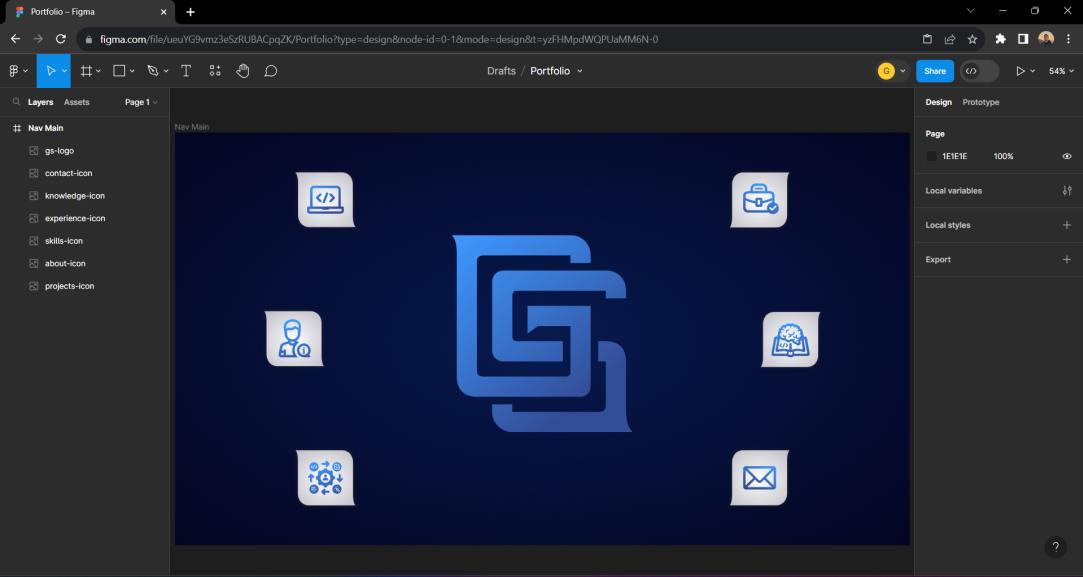 Portfolio – Figma
figma.com/file/ueuYG9vmz3eSzRUBACpqZK/Portfolio?type=design&node-id=0-1&mode=design&t=yzFHMpdWQPUaMM6N-0
Drafts / Portfolio
G
Share
54%
Layers
Assets
Page 1
Design
Prototype
Nav Main
gs-logo
contact-icon
knowledge-icon
experience-icon
skills-icon
about-icon
projects-icon
Nav Main
Page
1E1E1E
100%
Local variables
Local styles
Export
?